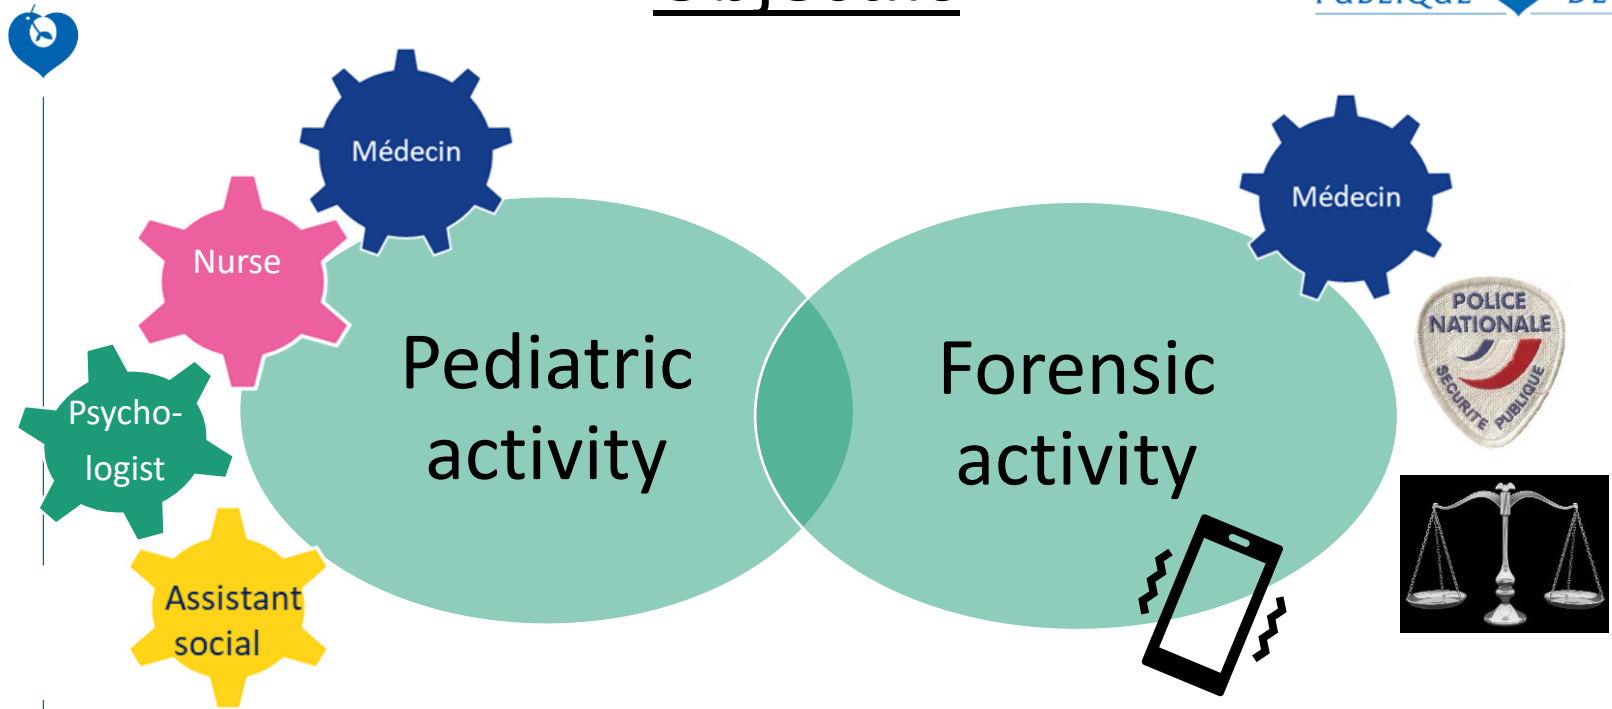 Médecin
Nurse
Psycho-
logist
Assistant
social
Pediatric
activity
Forensic
activity
Médecin
POLICE
NATIONALE
SECURITE PUBLIQUE